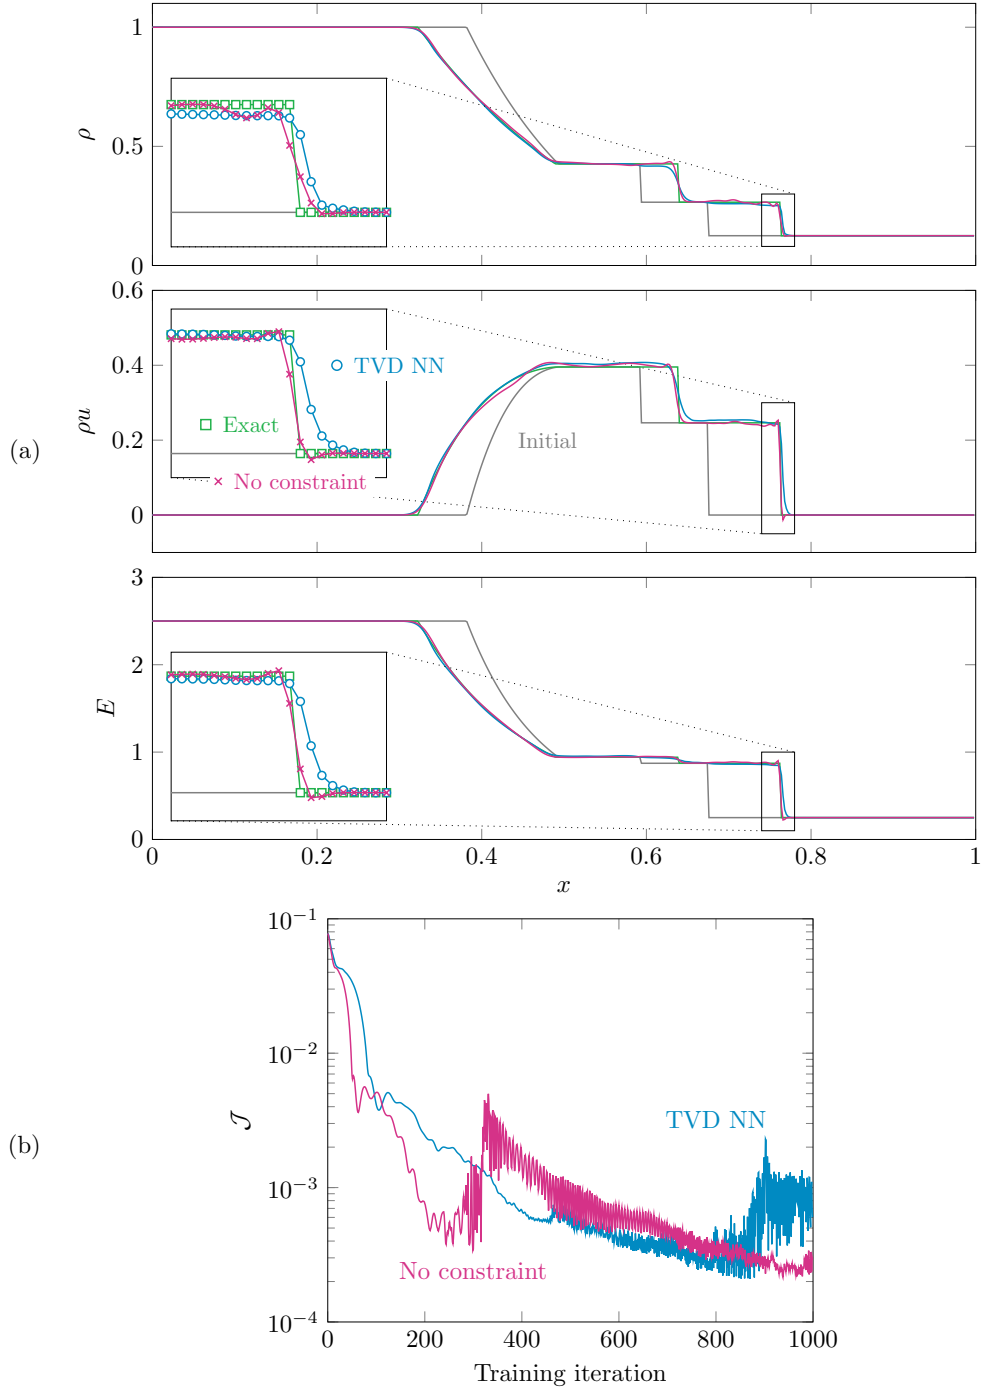 1
0.5
0
ρ
0.6
0.4
0.2
0
ρu
TVD NN
Exact
No constraint
Initial
(a)
3
2
1
0
E
0 0.2 0.4 0.6 0.8 1
x
10⁻¹
10⁻²
10⁻³
10⁻⁴
𝒥
TVD NN
No constraint
(b)
0 200 400 600 800 1000
Training iteration